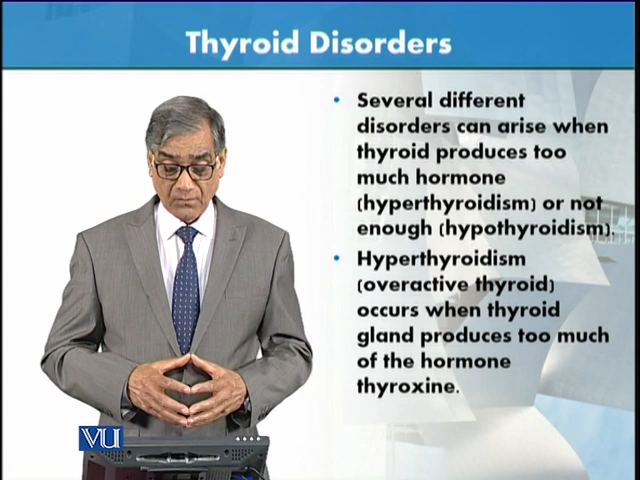 Thyroid Disorders
• Several different
disorders can arise when
thyroid produces too
much hormone
(hyperthyroidism) or not
enough (hypothyroidism).
• Hyperthyroidism
(overactive thyroid)
occurs when thyroid
gland produces too much
of the hormone
thyroxine.
VU